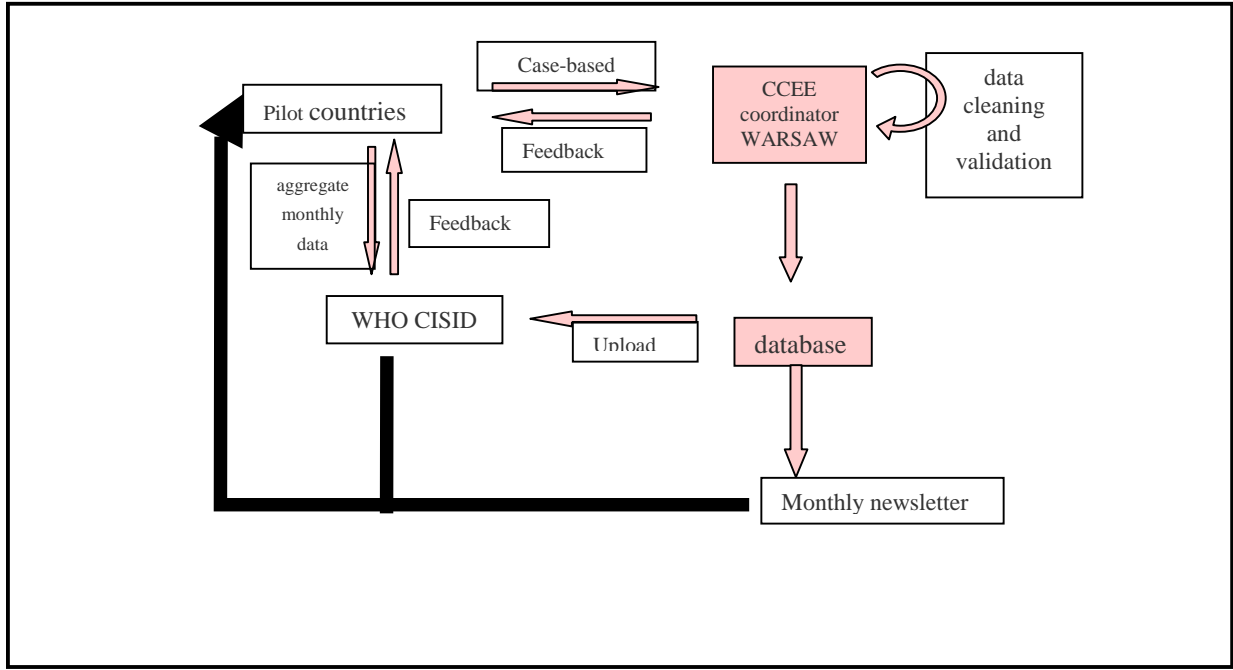 Case-based
CCEE
coordinator
WARSAW
data
cleaning
and
validation
Pilot countries
Feedback
aggregate
monthly
data
Feedback
WHO CISID
Upload
database
Monthly newsletter